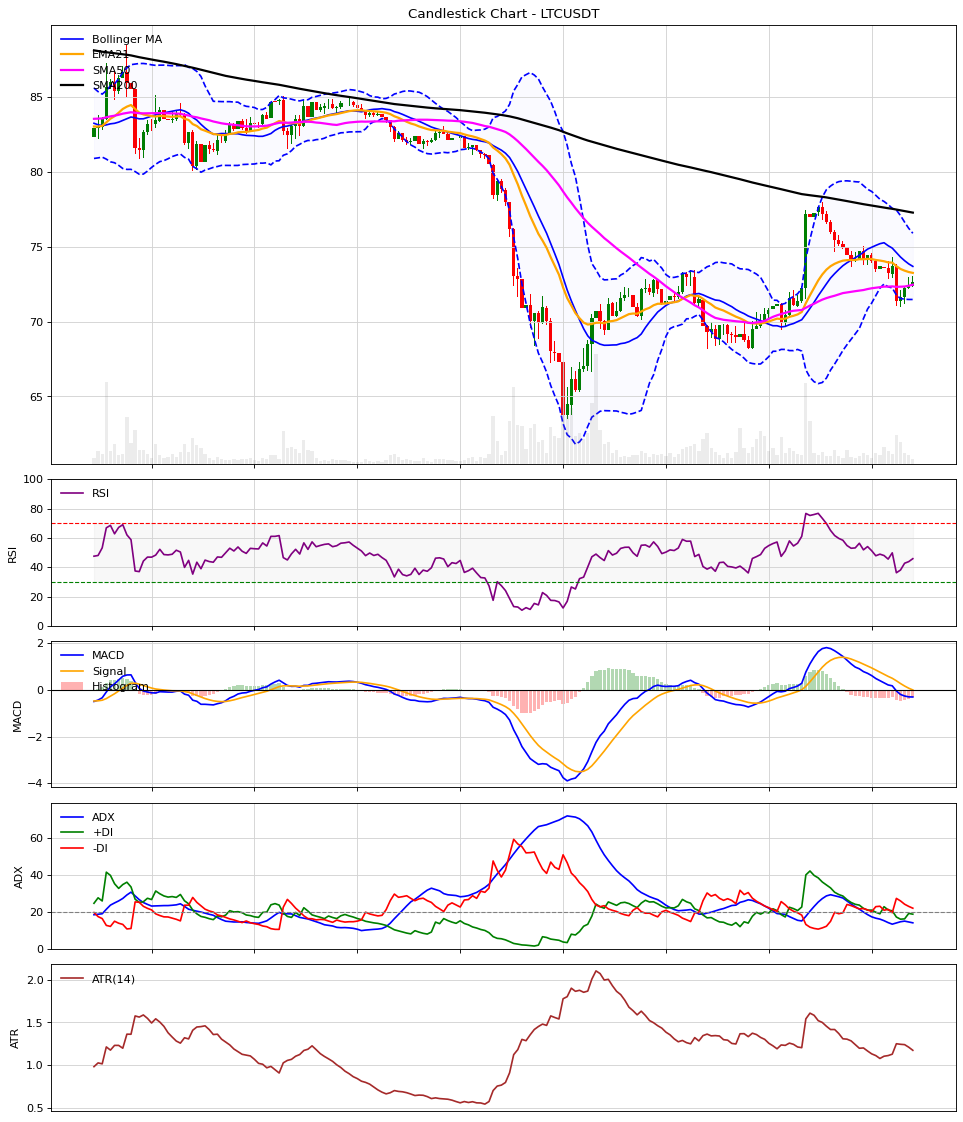 Candlestick Chart - LTCUSDT
Bollinger MA
EMA21
SMA50
SMA200
85
80
75
70
65
RSI
100
80
60
40
20
0
RSI
MACD
Signal
Histogram
2
0
−2
−4
MACD
ADX
+DI
-DI
60
40
20
0
ADX
ATR(14)
2.0
1.5
1.0
0.5
ATR